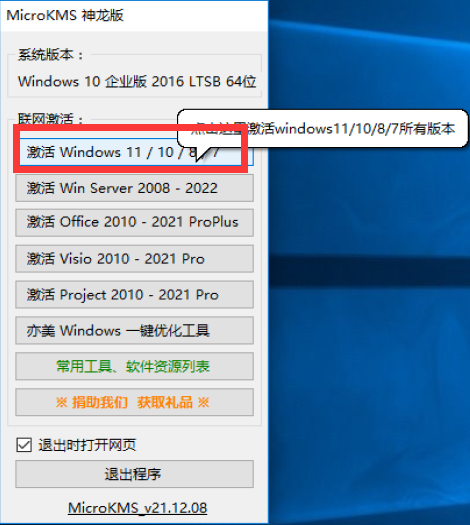 MicroKMS 神龙版
系统版本：
Windows 10 企业版 2016 LTSB 64位
联网激活：
点击这里激活windows11/10/8/7所有版本
激活 Windows 11 / 10 / 8 / 7
激活 Win Server 2008 - 2022
激活 Office 2010 - 2021 ProPlus
激活 Visio 2010 - 2021 Pro
激活 Project 2010 - 2021 Pro
亦美 Windows 一键优化工具
常用工具、软件资源列表
※ 捐助我们 获取礼品 ※
退出时打开网页
退出程序
MicroKMS_v21.12.08